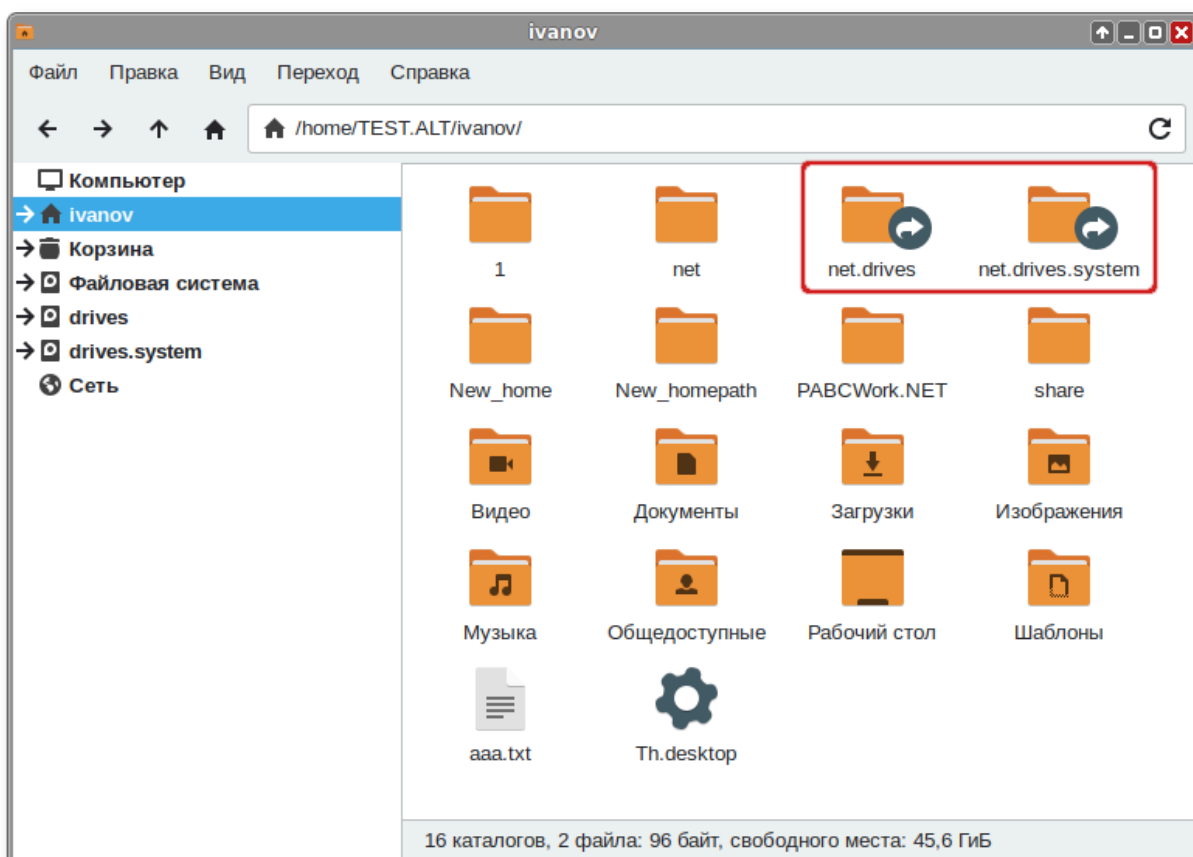 ivanov
Файл Правка Вид Переход Справка
/home/TEST.ALT/ivanov/
Компьютер
ivanov
Корзина
Файловая система
drives
drives.system
Сеть
1 net net.drives net.drives.system
New_home New_homepath PABCWork.NET share
Видео Документы Загрузки Изображения
Музыка Общедоступные Рабочий стол Шаблоны
aaa.txt Th.desktop
16 каталогов, 2 файла: 96 байт, свободного места: 45,6 ГиБ